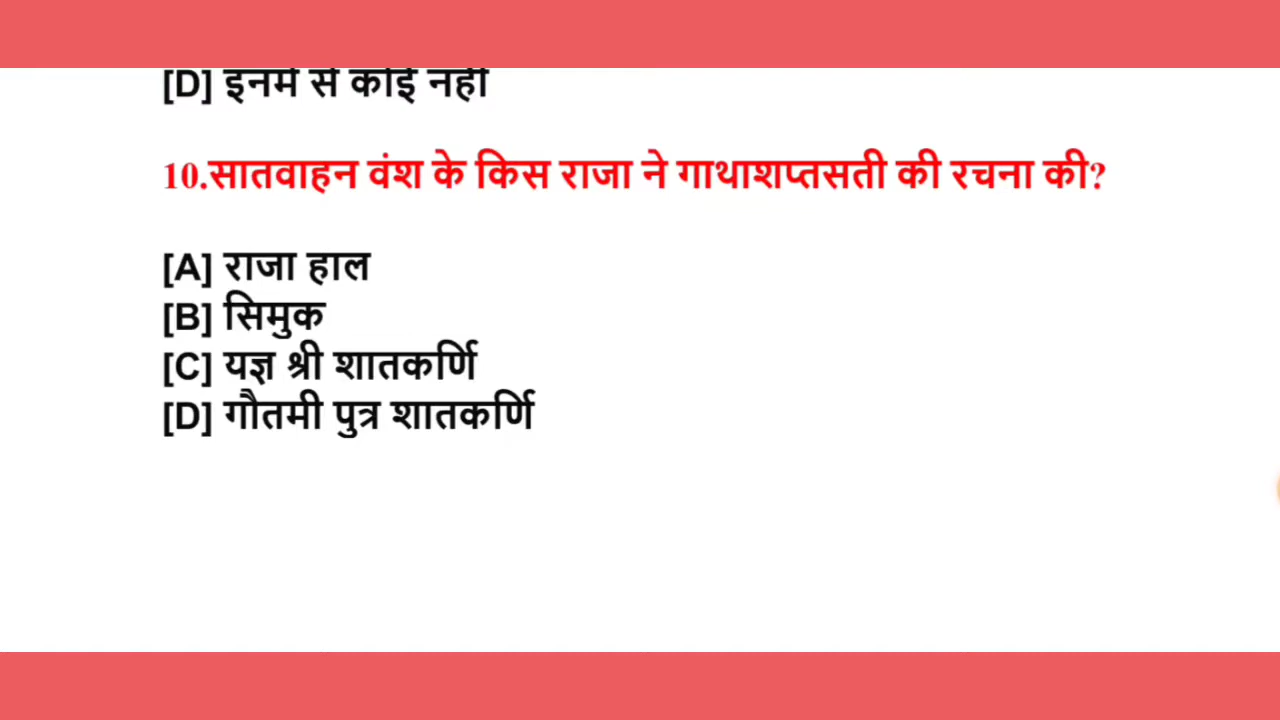 [D] इनमें से कोई नहीं
10.सातवाहन वंश के किस राजा ने गाथाशप्तसती की रचना की?
[A] राजा हाल
[B] सिमुक
[C] यज्ञ श्री शातकर्णि
[D] गौतमी पुत्र शातकर्णि